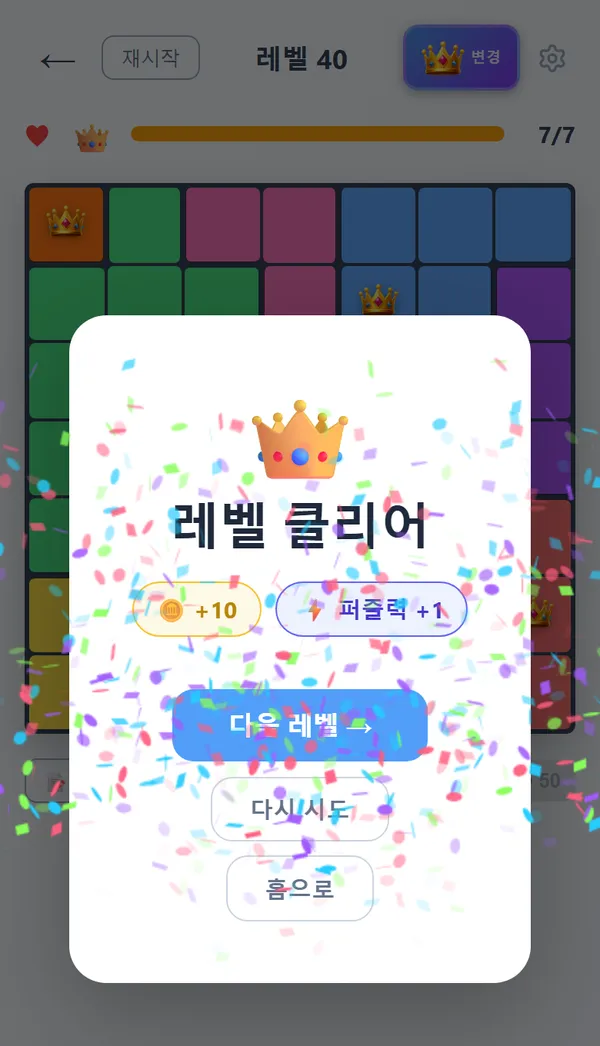 ← 재시작 레벨 40 변경
7/7
레벨 클리어
+10 퍼즐력 +1
다음 레벨 →
다시 시도
홈으로
50